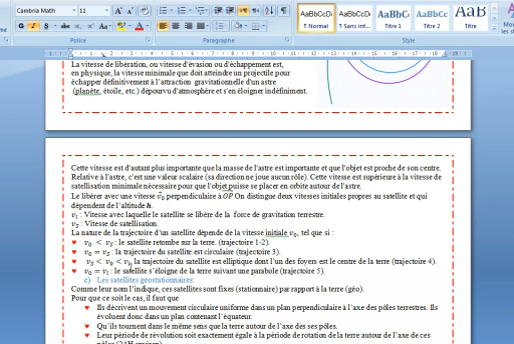 Cambria Math
11
AaBbCcDc
AaBbCcDc
AaBbC
AaBbCc
AaB
¶ Normal
¶ Sans int...
Titre 1
Titre 2
Titre
Police
Paragraphe
Style
La vitesse de libération, ou vitesse d'évasion ou d'échappement est,
en physique, la vitesse minimale que doit atteindre un projectile pour
échapper définitivement à l'attraction gravitationnelle d'un astre
(planète, étoile, etc.) dépourvu d'atmosphère et s'en éloigner indéfiniment.
Cette vitesse est d'autant plus importante que la masse de l'astre est importante et que l'objet est proche de son centre.
Relative à l'astre, c'est une valeur scalaire (sa direction ne joue aucun rôle). Cette vitesse est supérieure à la vitesse de
satellisation minimale nécessaire pour que l'objet puisse se placer en orbite autour de l'astre.
Le libérer avec une vitesse v⃗₀ perpendiculaire à OP On distingue deux vitesses initiales propres au satellite et qui
dépendent de l'altitude h.
v₁ : Vitesse avec laquelle le satellite se libère de la force de gravitation terrestre.
vₛ : Vitesse de satellisation.
La nature de la trajectoire d'un satellite dépend de la vitesse initiale v₀, tel que si :
♥ v₀ < vₛ : le satellite retombe sur la terre. (trajectoire 1-2).
♥ v₀ = vₛ : la trajectoire du satellite est circulaire (trajectoire 3).
♥ vₛ < v₀ < v₁ la trajectoire du satellite est elliptique dont l'un des foyers est le centre de la terre (trajectoire 4).
♥ v₀ = v₁ : le satellite s'éloigne de la terre suivant une parabole (trajectoire 5).
c) Les satellites géostationnaires:
Comme leur nom l'indique, ces satellites sont fixes (stationnaire) par rapport à la terre (géo).
Pour que ce soit le cas, il faut que
♥ Ils décrivent un mouvement circulaire uniforme dans un plan perpendiculaire à l'axe des pôles terrestres. Ils
évoluent donc dans un plan contenant l'équateur.
♥ Qu'ils tournent dans le même sens que la terre autour de l'axe des ses pôles.
♥ Leur période de révolution soit exactement égale à la période de rotation de la terre autour de l'axe de ces